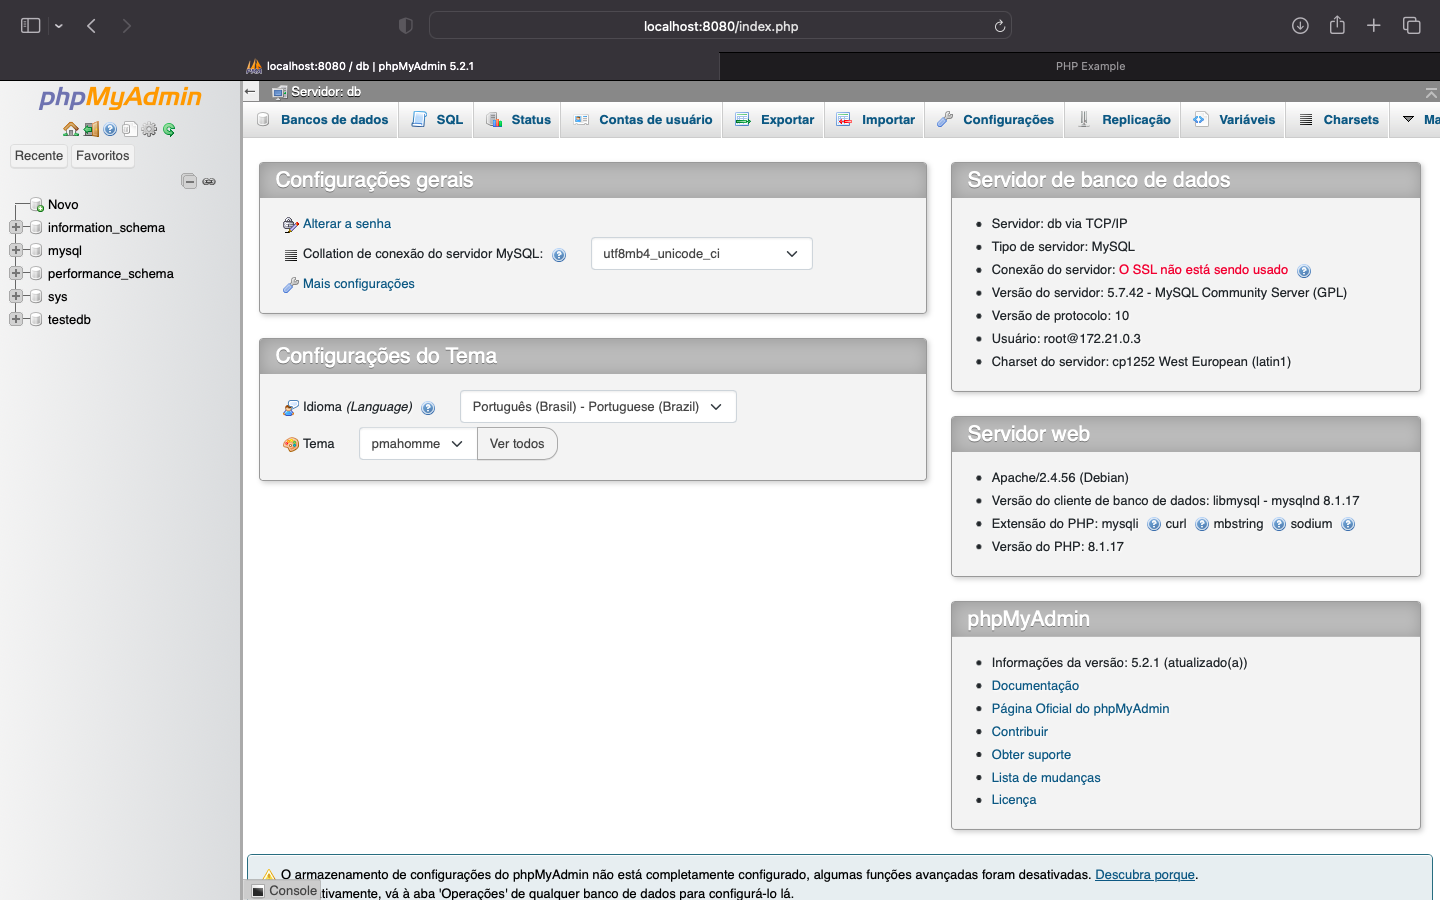 localhost:8080/index.php
localhost:8080 / db | phpMyAdmin 5.2.1
PHP Example
phpMyAdmin
Recente
Favoritos
Novo
information_schema
mysql
performance_schema
sys
testedb
Servidor: db
Bancos de dados
SQL
Status
Contas de usuário
Exportar
Importar
Configurações
Replicação
Variáveis
Charsets
Ma
Configurações gerais
Alterar a senha
Collation de conexão do servidor MySQL:
utf8mb4_unicode_ci
Mais configurações
Configurações do Tema
Idioma (Language)
Português (Brasil) - Portuguese (Brazil)
Tema
pmahomme
Ver todos
Servidor de banco de dados
Servidor: db via TCP/IP
Tipo de servidor: MySQL
Conexão do servidor: O SSL não está sendo usado
Versão do servidor: 5.7.42 - MySQL Community Server (GPL)
Versão de protocolo: 10
Usuário: root@172.21.0.3
Charset do servidor: cp1252 West European (latin1)
Servidor web
Apache/2.4.56 (Debian)
Versão do cliente de banco de dados: libmysql - mysqlnd 8.1.17
Extensão do PHP: mysqli curl mbstring sodium
Versão do PHP: 8.1.17
phpMyAdmin
Informações da versão: 5.2.1 (atualizado(a))
Documentação
Página Oficial do phpMyAdmin
Contribuir
Obter suporte
Lista de mudanças
Licença
O armazenamento de configurações do phpMyAdmin não está completamente configurado, algumas funções avançadas foram desativadas. Descubra porque.
Console
tivamente, vá à aba 'Operações' de qualquer banco de dados para configurá-lo lá.